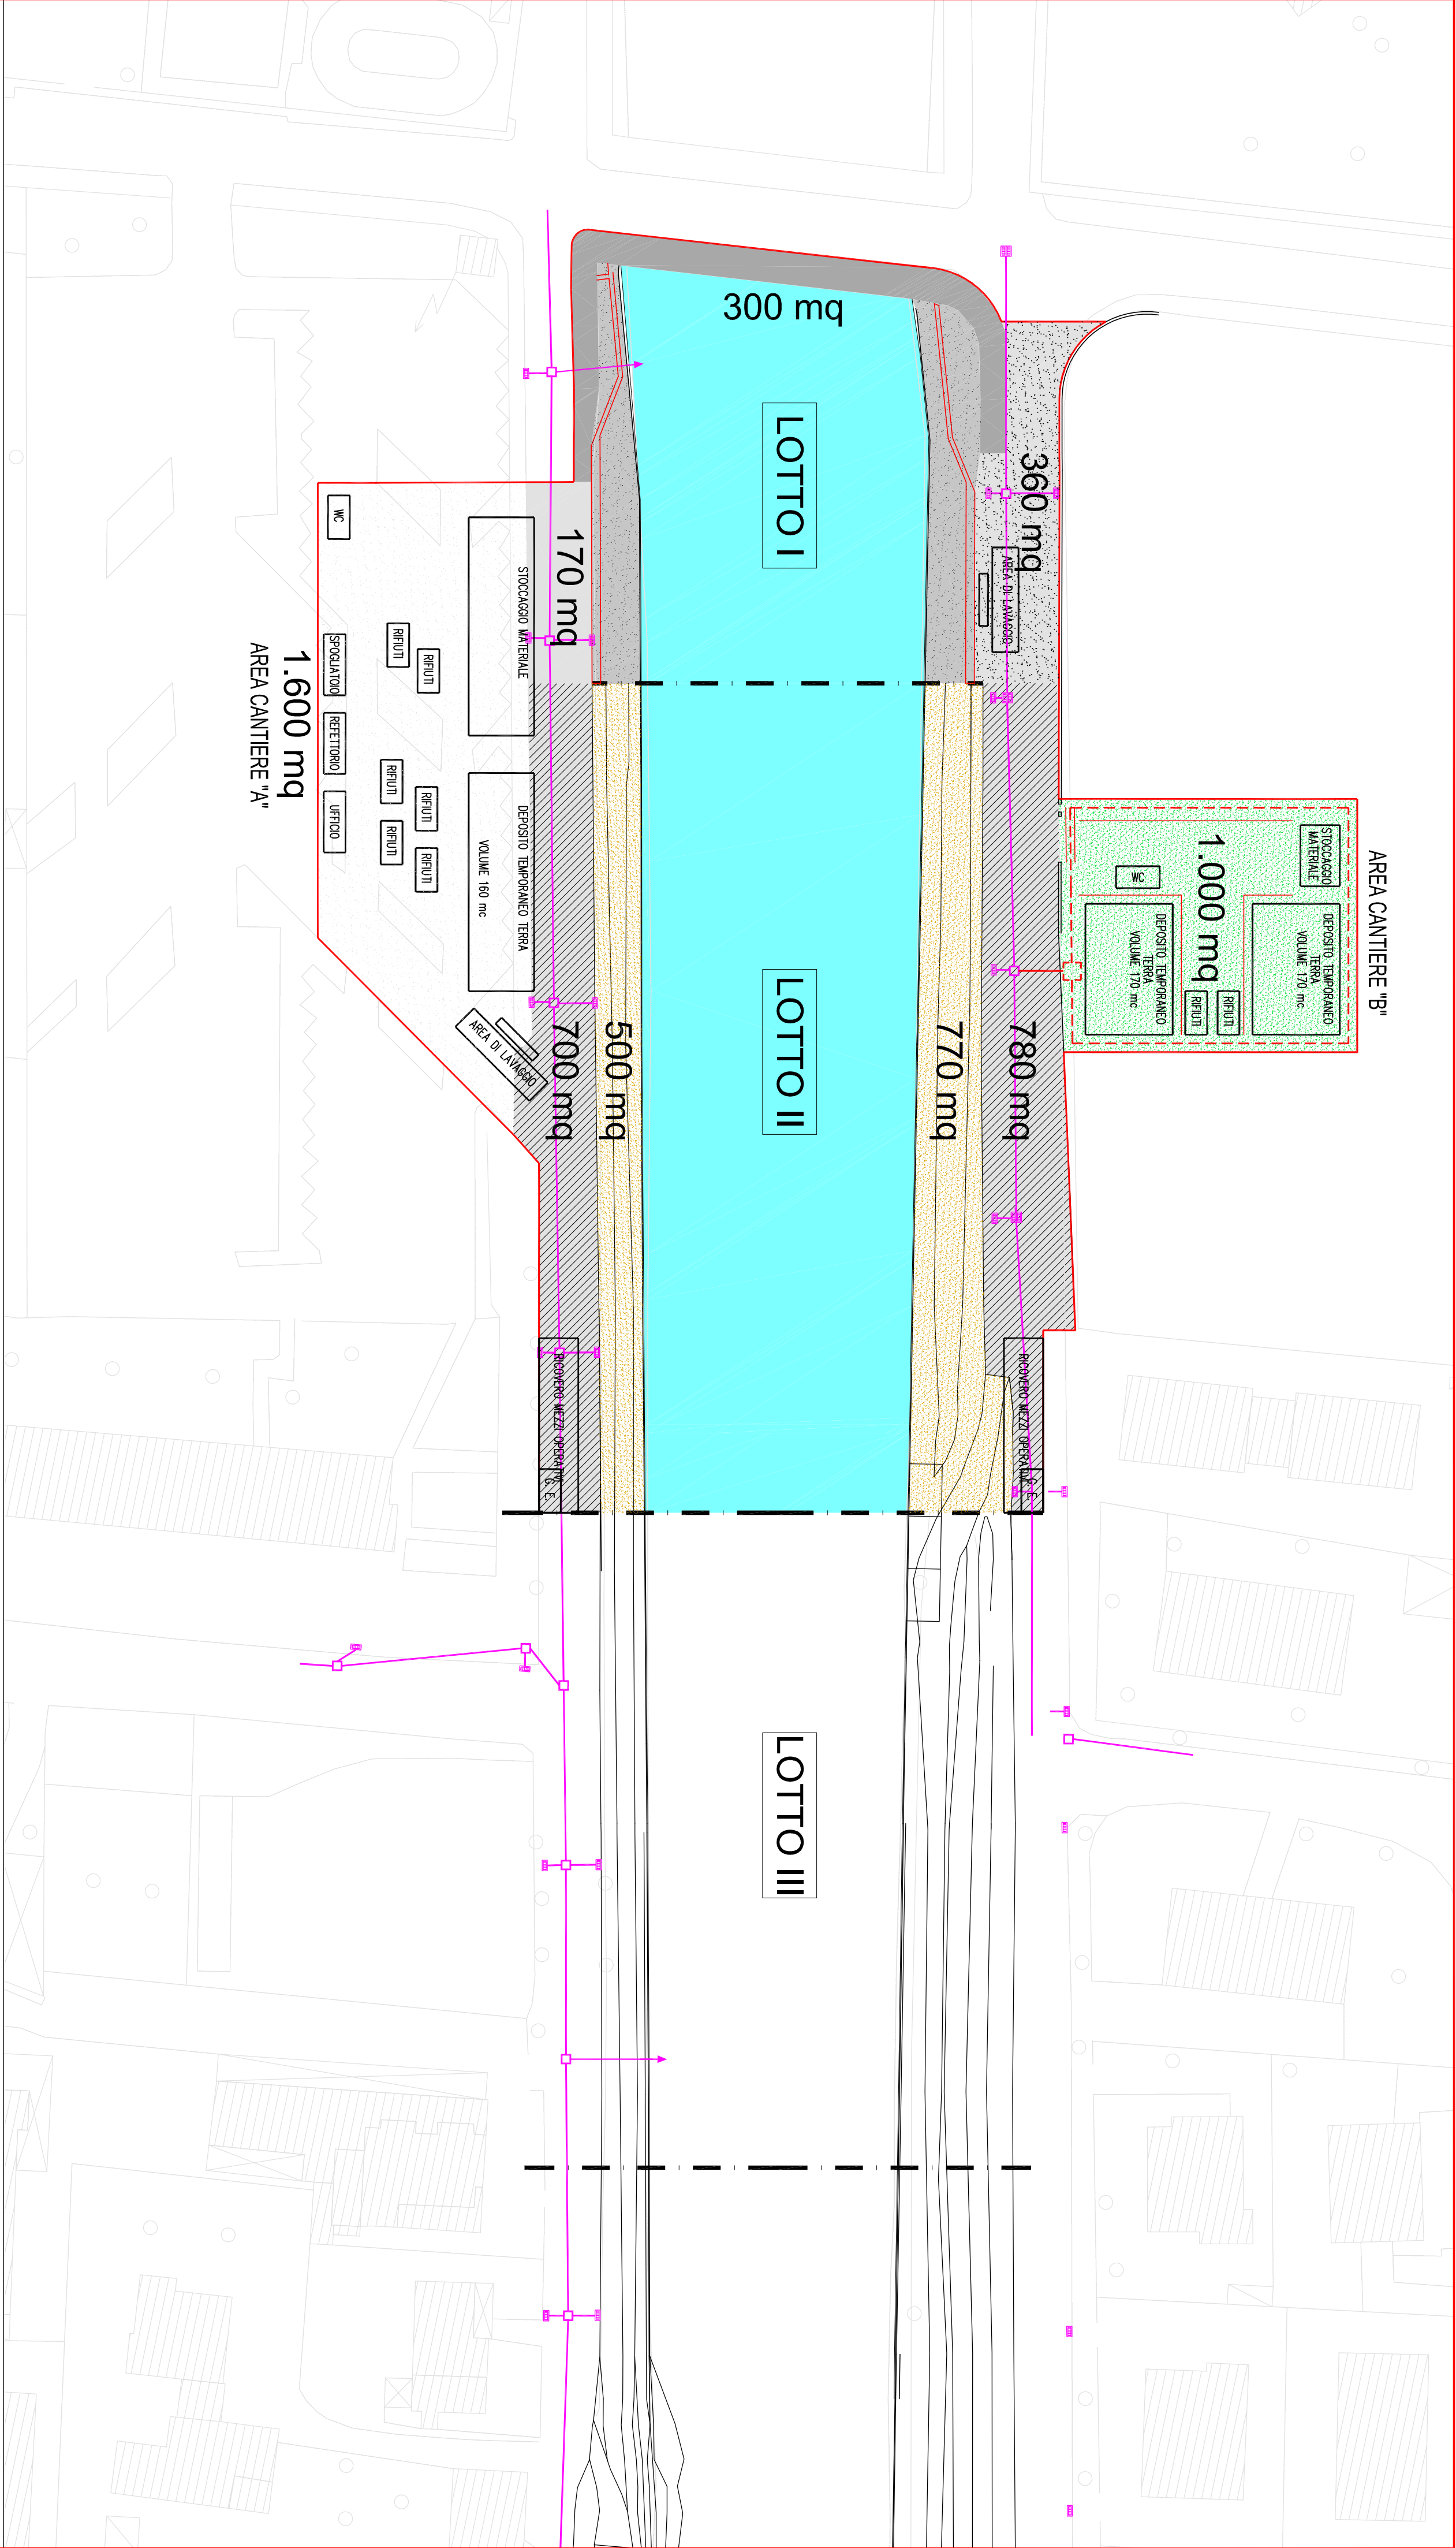 300 mq
LOTTO I
360 mq
AREA DI LAVAGGIO
170 mq
STOCCAGGIO MATERIALE
WC
RIFIUTI
RIFIUTI
SPOGLIATOIO
REFETTORIO
UFFICIO
RIFIUTI
RIFIUTI
RIFIUTI
RIFIUTI
1.600 mq
AREA CANTIERE "A"
DEPOSITO TEMPORANEO TERRA
VOLUME 160 mc
AREA DI LAVAGGIO
AREA CANTIERE "B"
STOCCAGGIO
MATERIALE
WC
1.000 mq
DEPOSITO TEMPORANEO
TERRA
VOLUME 170 mc
DEPOSITO TEMPORANEO
TERRA
VOLUME 170 mc
RIFIUTI
RIFIUTI
LOTTO II
780 mq
770 mq
500 mq
700 mq
RICOVERO MEZZI OPERATIVI
G. E.
RICOVERO MEZZI OPERATIVI
G. E.
LOTTO III